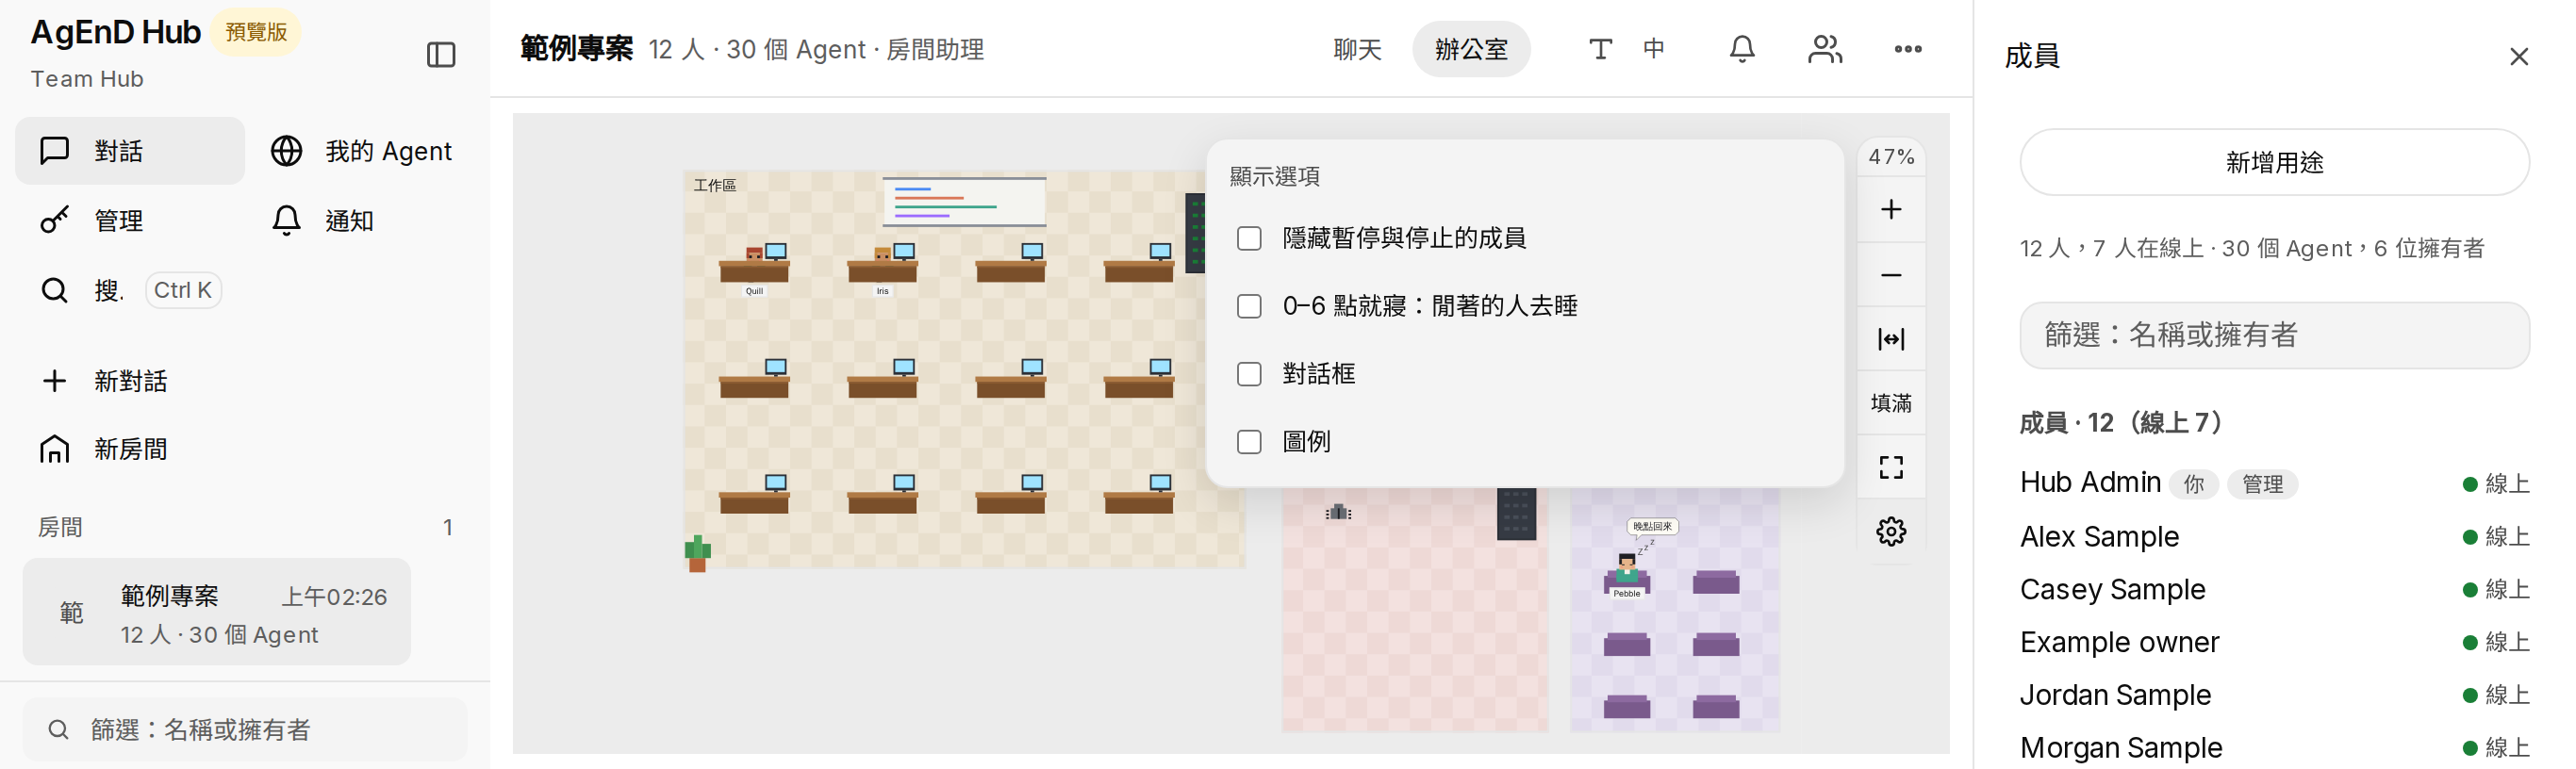 AgEnD Hub 預覽版
Team Hub
對話
我的 Agent
管理
通知
搜.
Ctrl K
新對話
新房間
房間
1
範
範例專案
上午02:26
12 人 · 30 個 Agent
篩選：名稱或擁有者
範例專案 12 人 · 30 個 Agent · 房間助理
聊天
辦公室
中
工作區
Quill
Iris
顯示選項
隱藏暫停與停止的成員
0–6 點就寢：閒著的人去睡
對話框
圖例
晚點回來
z z z
Pebble
47%
填滿
成員
新增用途
12 人，7 人在線上 · 30 個 Agent，6 位擁有者
篩選：名稱或擁有者
成員 · 12（線上 7）
Hub Admin 你 管理 線上
Alex Sample 線上
Casey Sample 線上
Example owner 線上
Jordan Sample 線上
Morgan Sample 線上